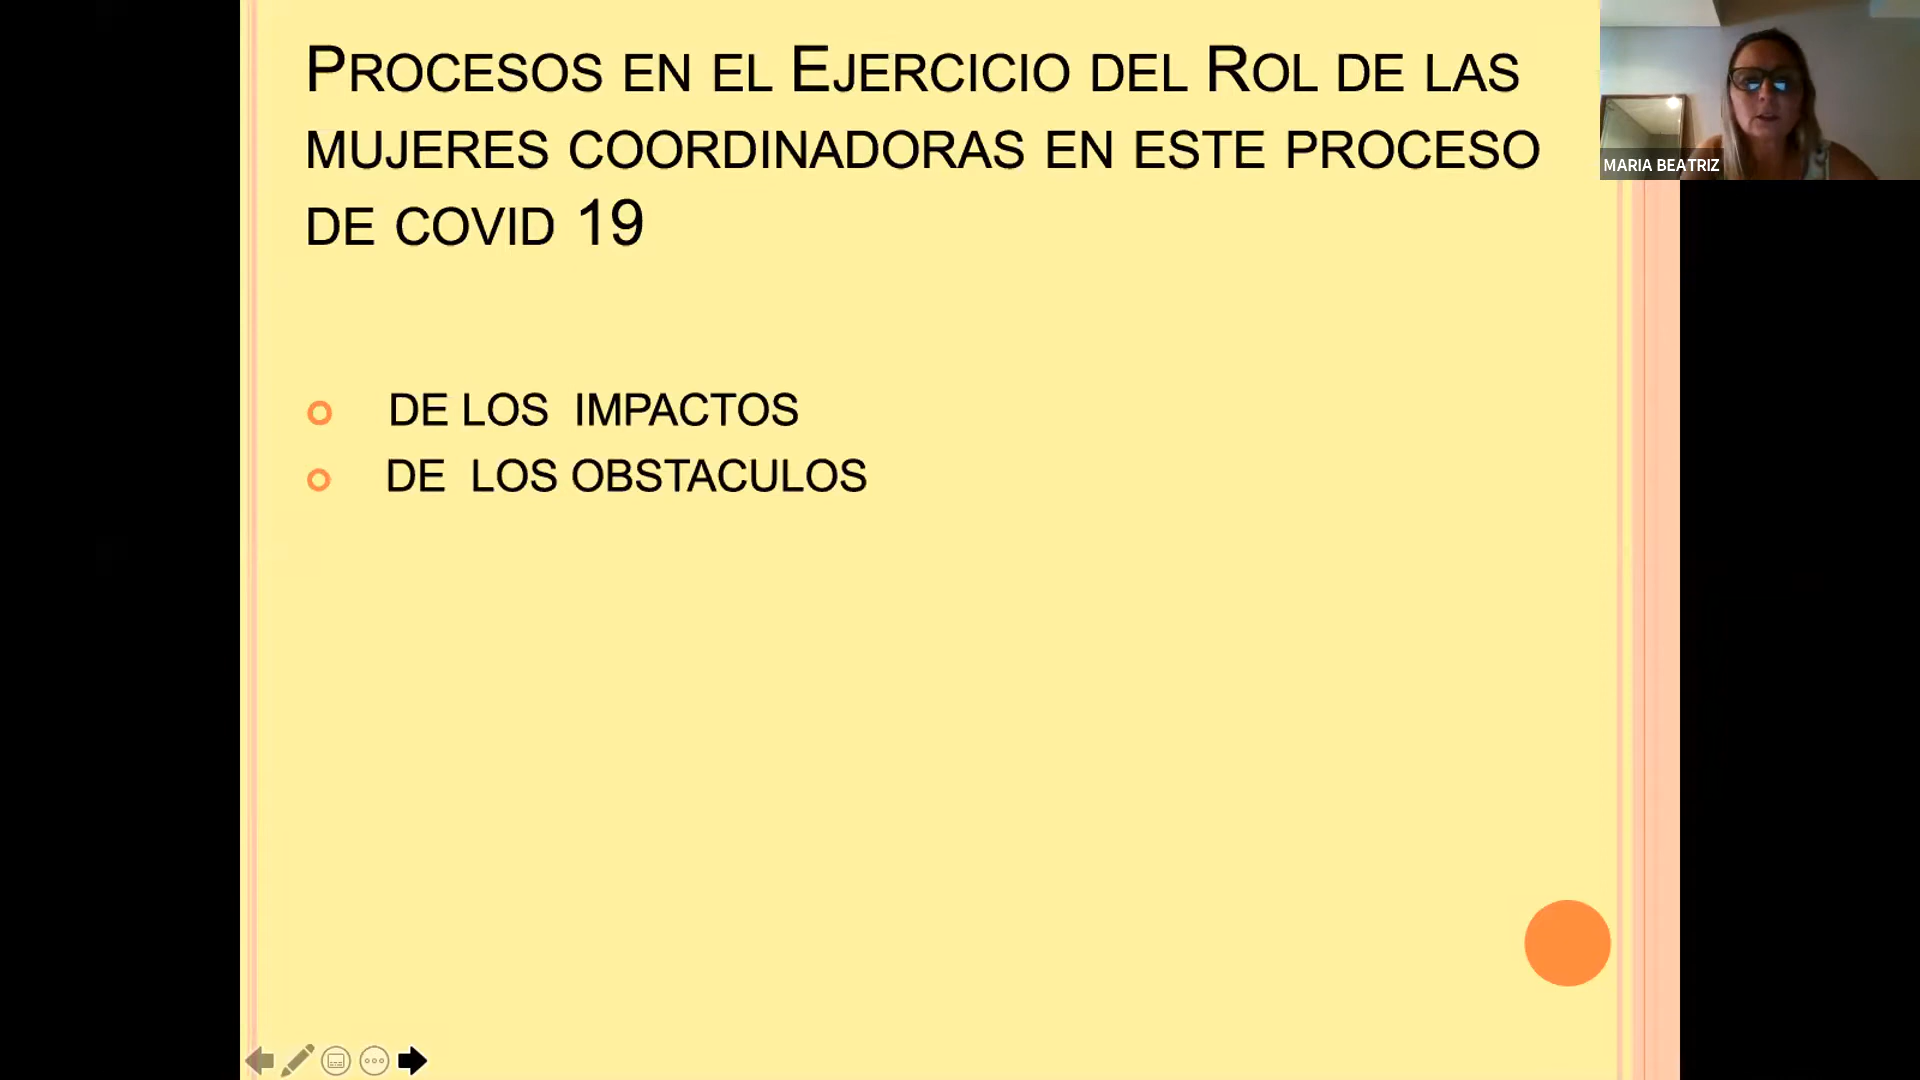 PROCESOS EN EL EJERCICIO DEL ROL DE LAS
MUJERES COORDINADORAS EN ESTE PROCESO
DE COVID 19
MARIA BEATRIZ
DE LOS IMPACTOS
DE LOS OBSTACULOS